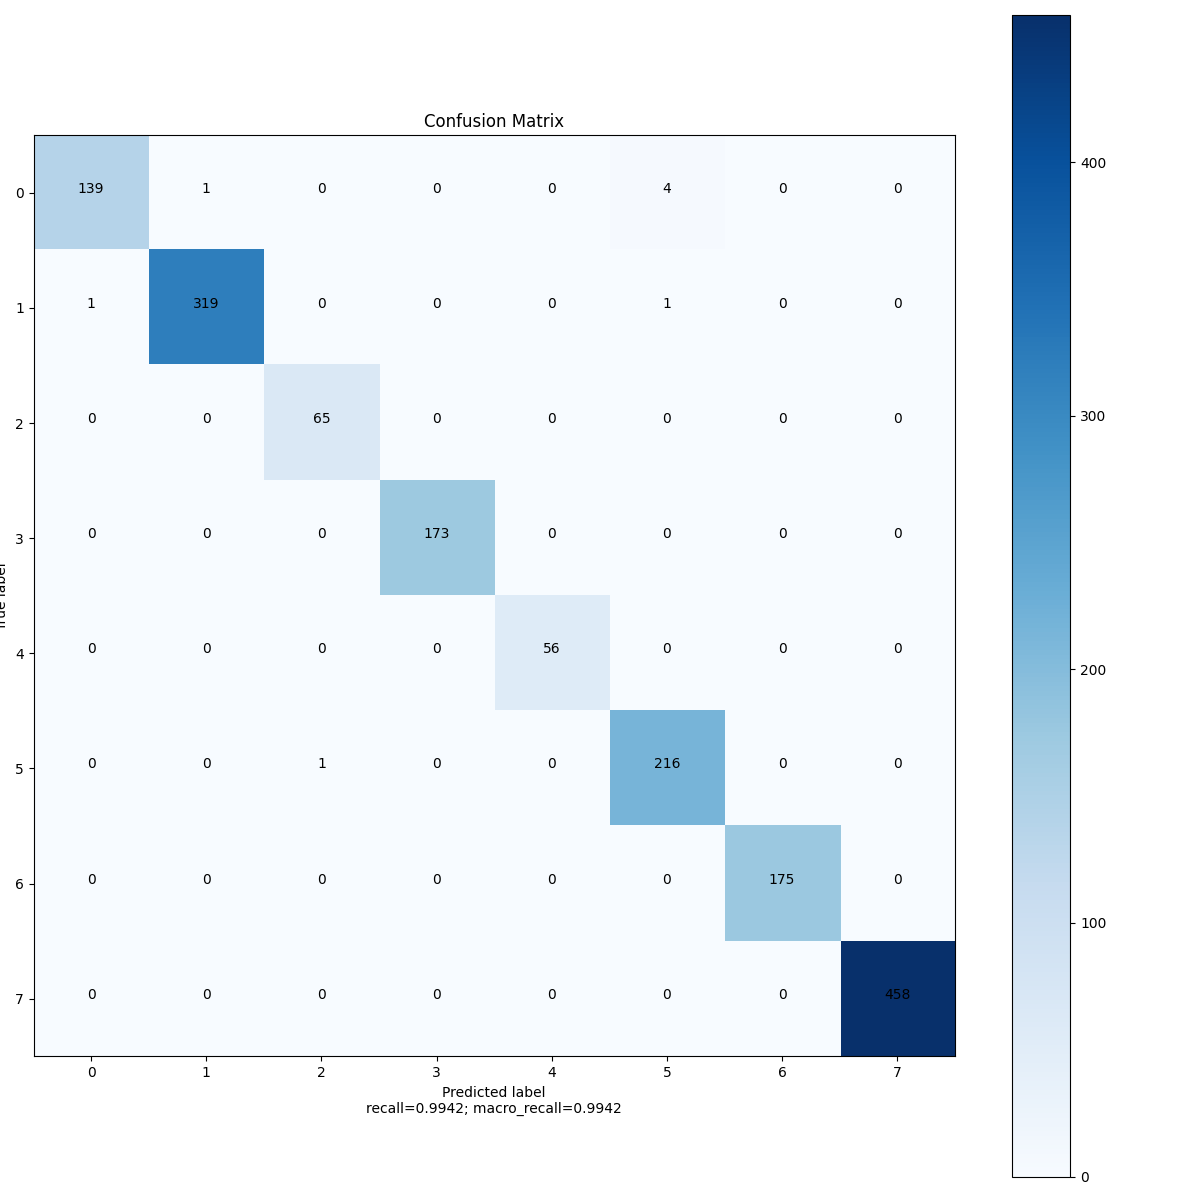 Confusion Matrix
0 139 1 0 0 0 4 0 0
1 1 319 0 0 0 1 0 0
2 0 0 65 0 0 0 0 0
3 0 0 0 173 0 0 0 0
4 0 0 0 0 56 0 0 0
5 0 0 1 0 0 216 0 0
6 0 0 0 0 0 0 175 0
7 0 0 0 0 0 0 0 458
0 1 2 3 4 5 6 7
Predicted label
recall=0.9942; macro_recall=0.9942
True label
400
300
200
100
0